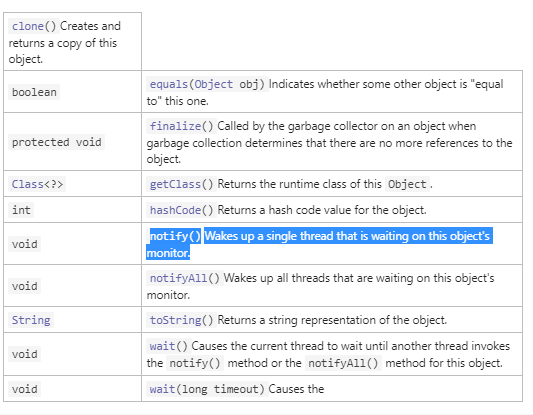 clone() Creates and
returns a copy of this
object.
boolean
equals(Object obj) Indicates whether some other object is "equal
to" this one.
protected void
finalize() Called by the garbage collector on an object when
garbage collection determines that there are no more references to the
object.
Class<?>
getClass() Returns the runtime class of this Object.
int
hashCode() Returns a hash code value for the object.
void
notify() Wakes up a single thread that is waiting on this object's
monitor.
void
notifyAll() Wakes up all threads that are waiting on this object's
monitor.
String
toString() Returns a string representation of the object.
void
wait() Causes the current thread to wait until another thread invokes
the notify() method or the notifyAll() method for this object.
void
wait(long timeout) Causes the